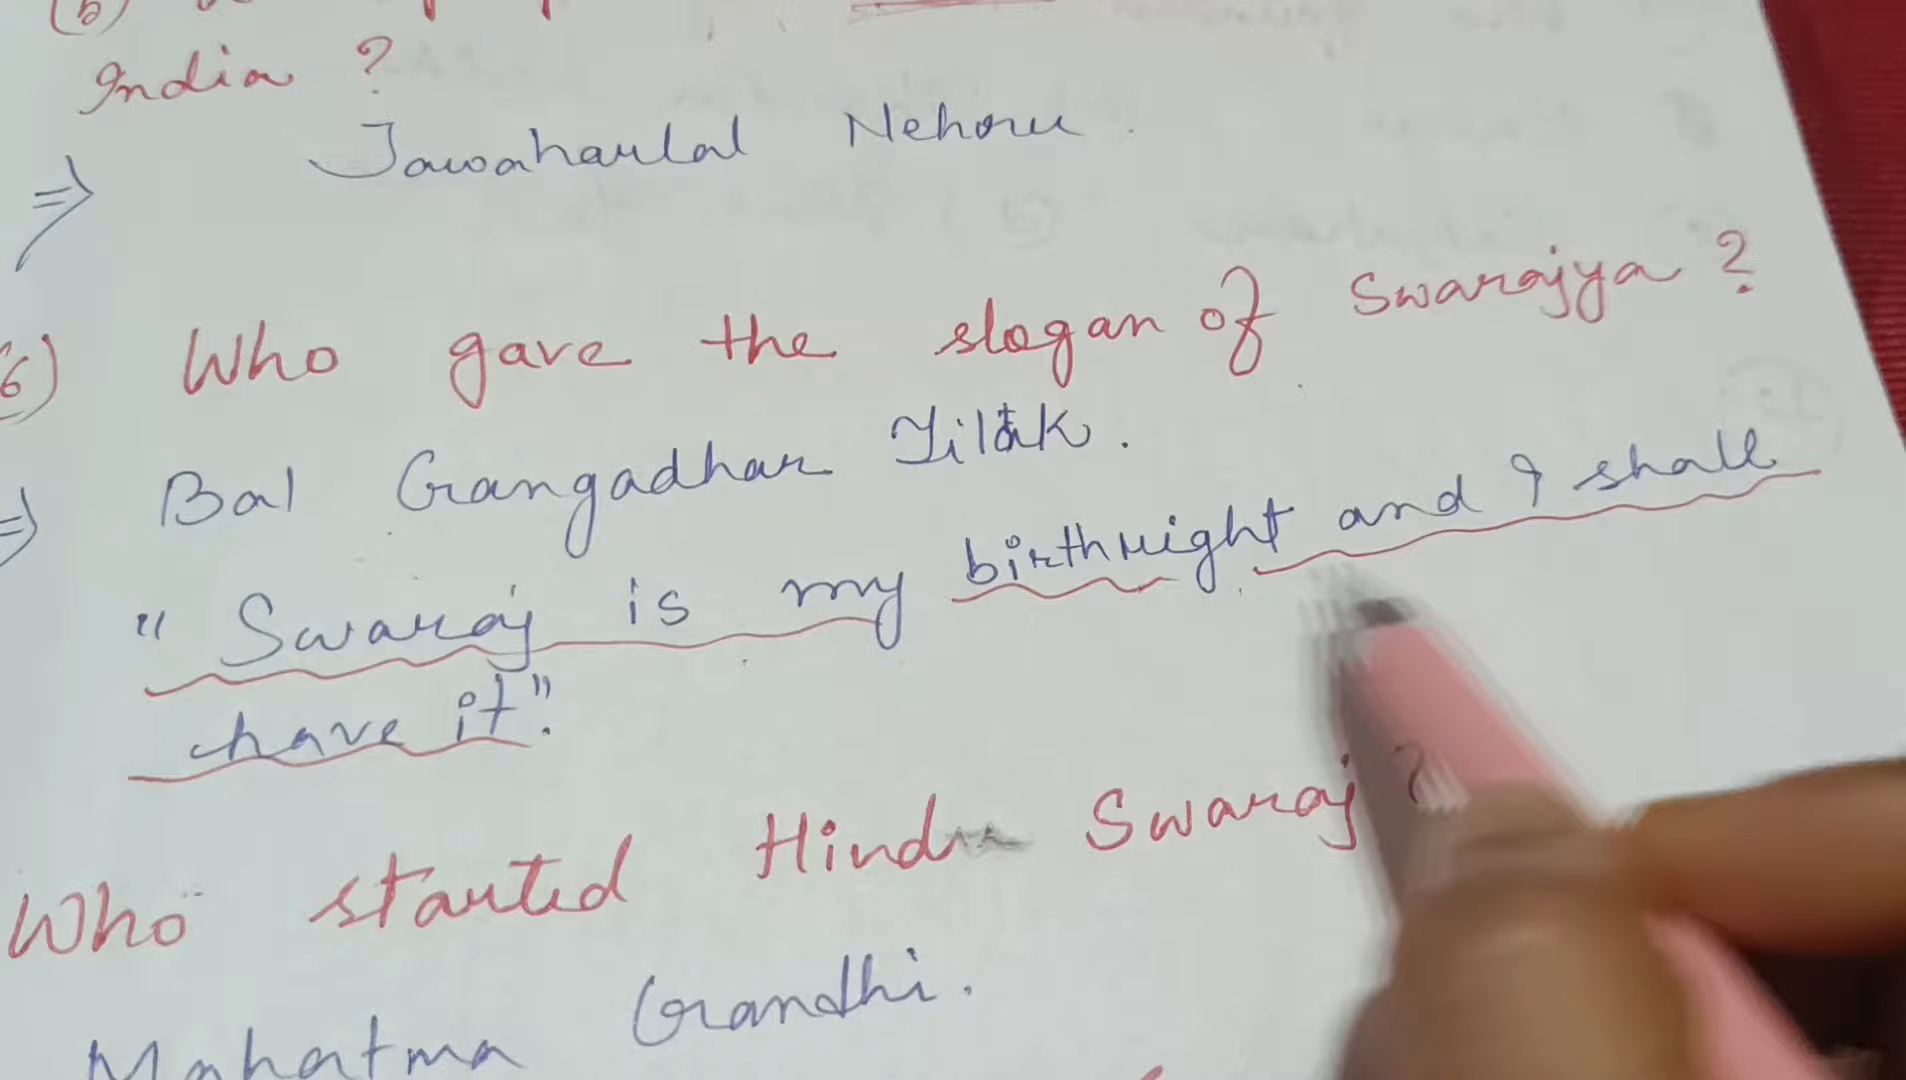 India ?
⇒ Jawaharlal Nehru.
6) Who gave the slogan of Swarajya ?
⇒ Bal Gangadhar Tilak.
" Swaraj is my birthright and I shall
have it".
Who started Hind Swaraj ?
Mahatma Gandhi.